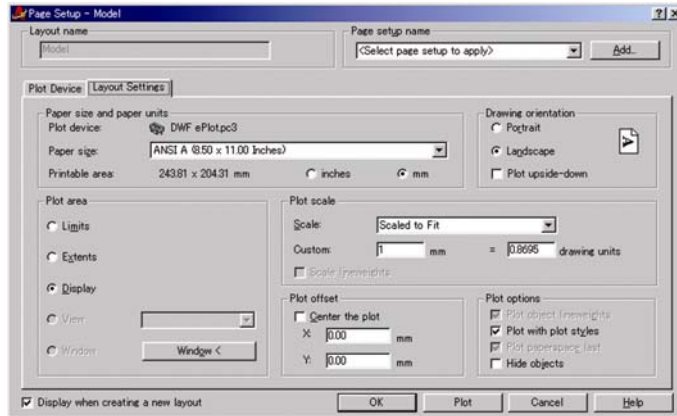 Page Setup - Model
Layout name
Model
Page setup name
<Select page setup to apply>
Add...
Plot Device
Layout Settings
Paper size and paper units
Plot device: DWF ePlot.pc3
Paper size: ANSI A (8.50 x 11.00 Inches)
Printable area: 243.81 x 204.31 mm inches mm
Drawing orientation
Portrait
Landscape
A
Plot upside-down
Plot area
Limits
Extents
Display
View
Window Window <
Plot scale
Scale: Scaled to Fit
Custom: 1 mm = 0.8695 drawing units
Scale lineweights
Plot offset
Center the plot
X: 0.00 mm
Y: 0.00 mm
Plot options
Plot object lineweights
Plot with plot styles
Plot paperspace last
Hide objects
Display when creating a new layout
OK Plot Cancel Help